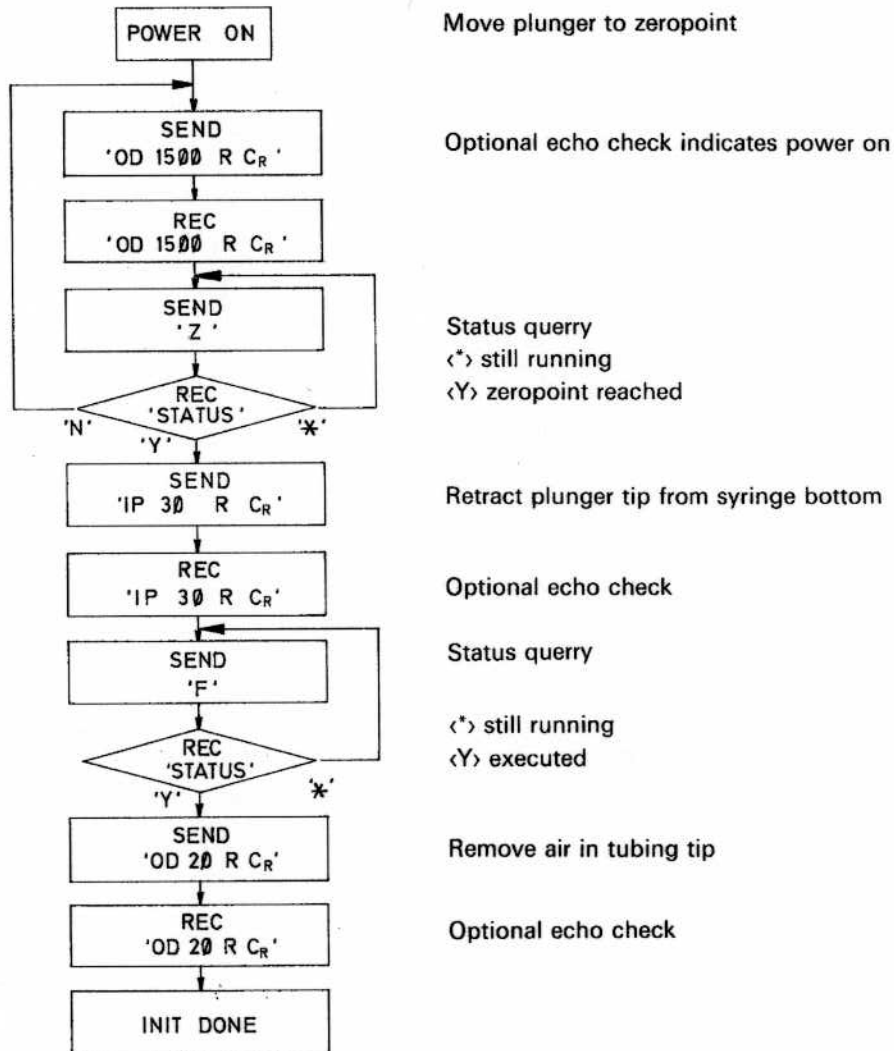 POWER ON
Move plunger to zeropoint
SEND
'OD 15ØØ R CR'
Optional echo check indicates power on
REC
'OD 15ØØ R CR'
SEND
'Z'
Status querry
‹*› still running
‹Y› zeropoint reached
REC
'STATUS'
'N'
'Y'
'*'
SEND
'IP 3Ø R CR'
Retract plunger tip from syringe bottom
REC
'IP 3Ø R CR'
Optional echo check
SEND
'F'
Status querry
‹*› still running
‹Y› executed
REC
'STATUS'
'Y'
'*'
SEND
'OD 2Ø R CR'
Remove air in tubing tip
REC
'OD 2Ø R CR'
Optional echo check
INIT DONE